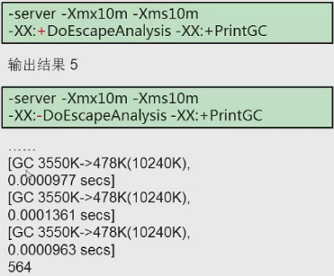 -server -Xmx10m -Xms10m
-XX:+DoEscapeAnalysis -XX:+PrintGC
输出结果 5
-server -Xmx10m -Xms10m
-XX:-DoEscapeAnalysis -XX:+PrintGC
……
[GC 3550K->478K(10240K),
0.0000977 secs]
[GC 3550K->478K(10240K),
0.0001361 secs]
[GC 3550K->478K(10240K),
0.0000963 secs]
564